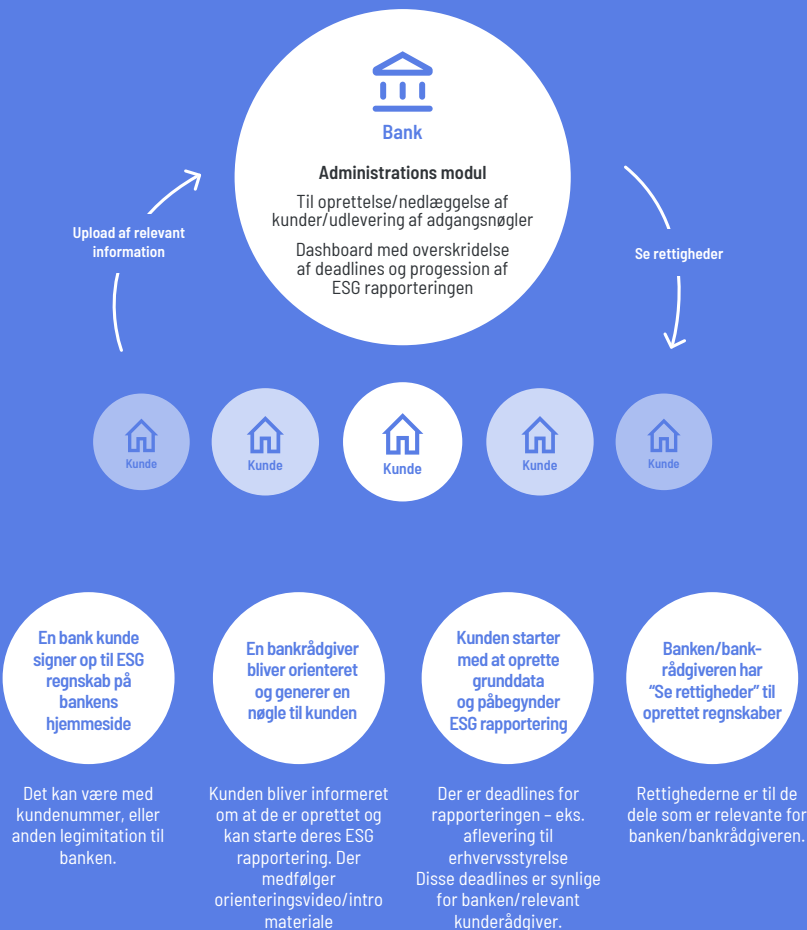 Bank
Administrations modul
Til oprettelse/nedlæggelse af
kunder/udlevering af adgangsnøgler
Dashboard med overskridelse
af deadlines og progession af
ESG rapporteringen
Upload af relevant
information
Se rettigheder
Kunde
Kunde
Kunde
Kunde
Kunde
En bank kunde
signer op til ESG
regnskab på
bankens
hjemmeside
Det kan være med
kundenummer, eller
anden legimitation til
banken.
En bankrådgiver
bliver orienteret
og generer en
nøgle til kunden
Kunden bliver informeret
om at de er oprettet og
kan starte deres ESG
rapportering. Der
medfølger
orienteringsvideo/intro
materiale
Kunden starter
med at oprette
grunddata
og påbegynder
ESG rapportering
Der er deadlines for
rapporteringen – eks.
aflevering til
erhvervsstyrelse
Disse deadlines er synlige
for banken/relevant
kunderådgiver.
Banken/bank-
rådgiveren har
“Se rettigheder” til
oprettet regnskaber
Rettighederne er til de
dele som er relevante for
banken/bankrådgiveren.